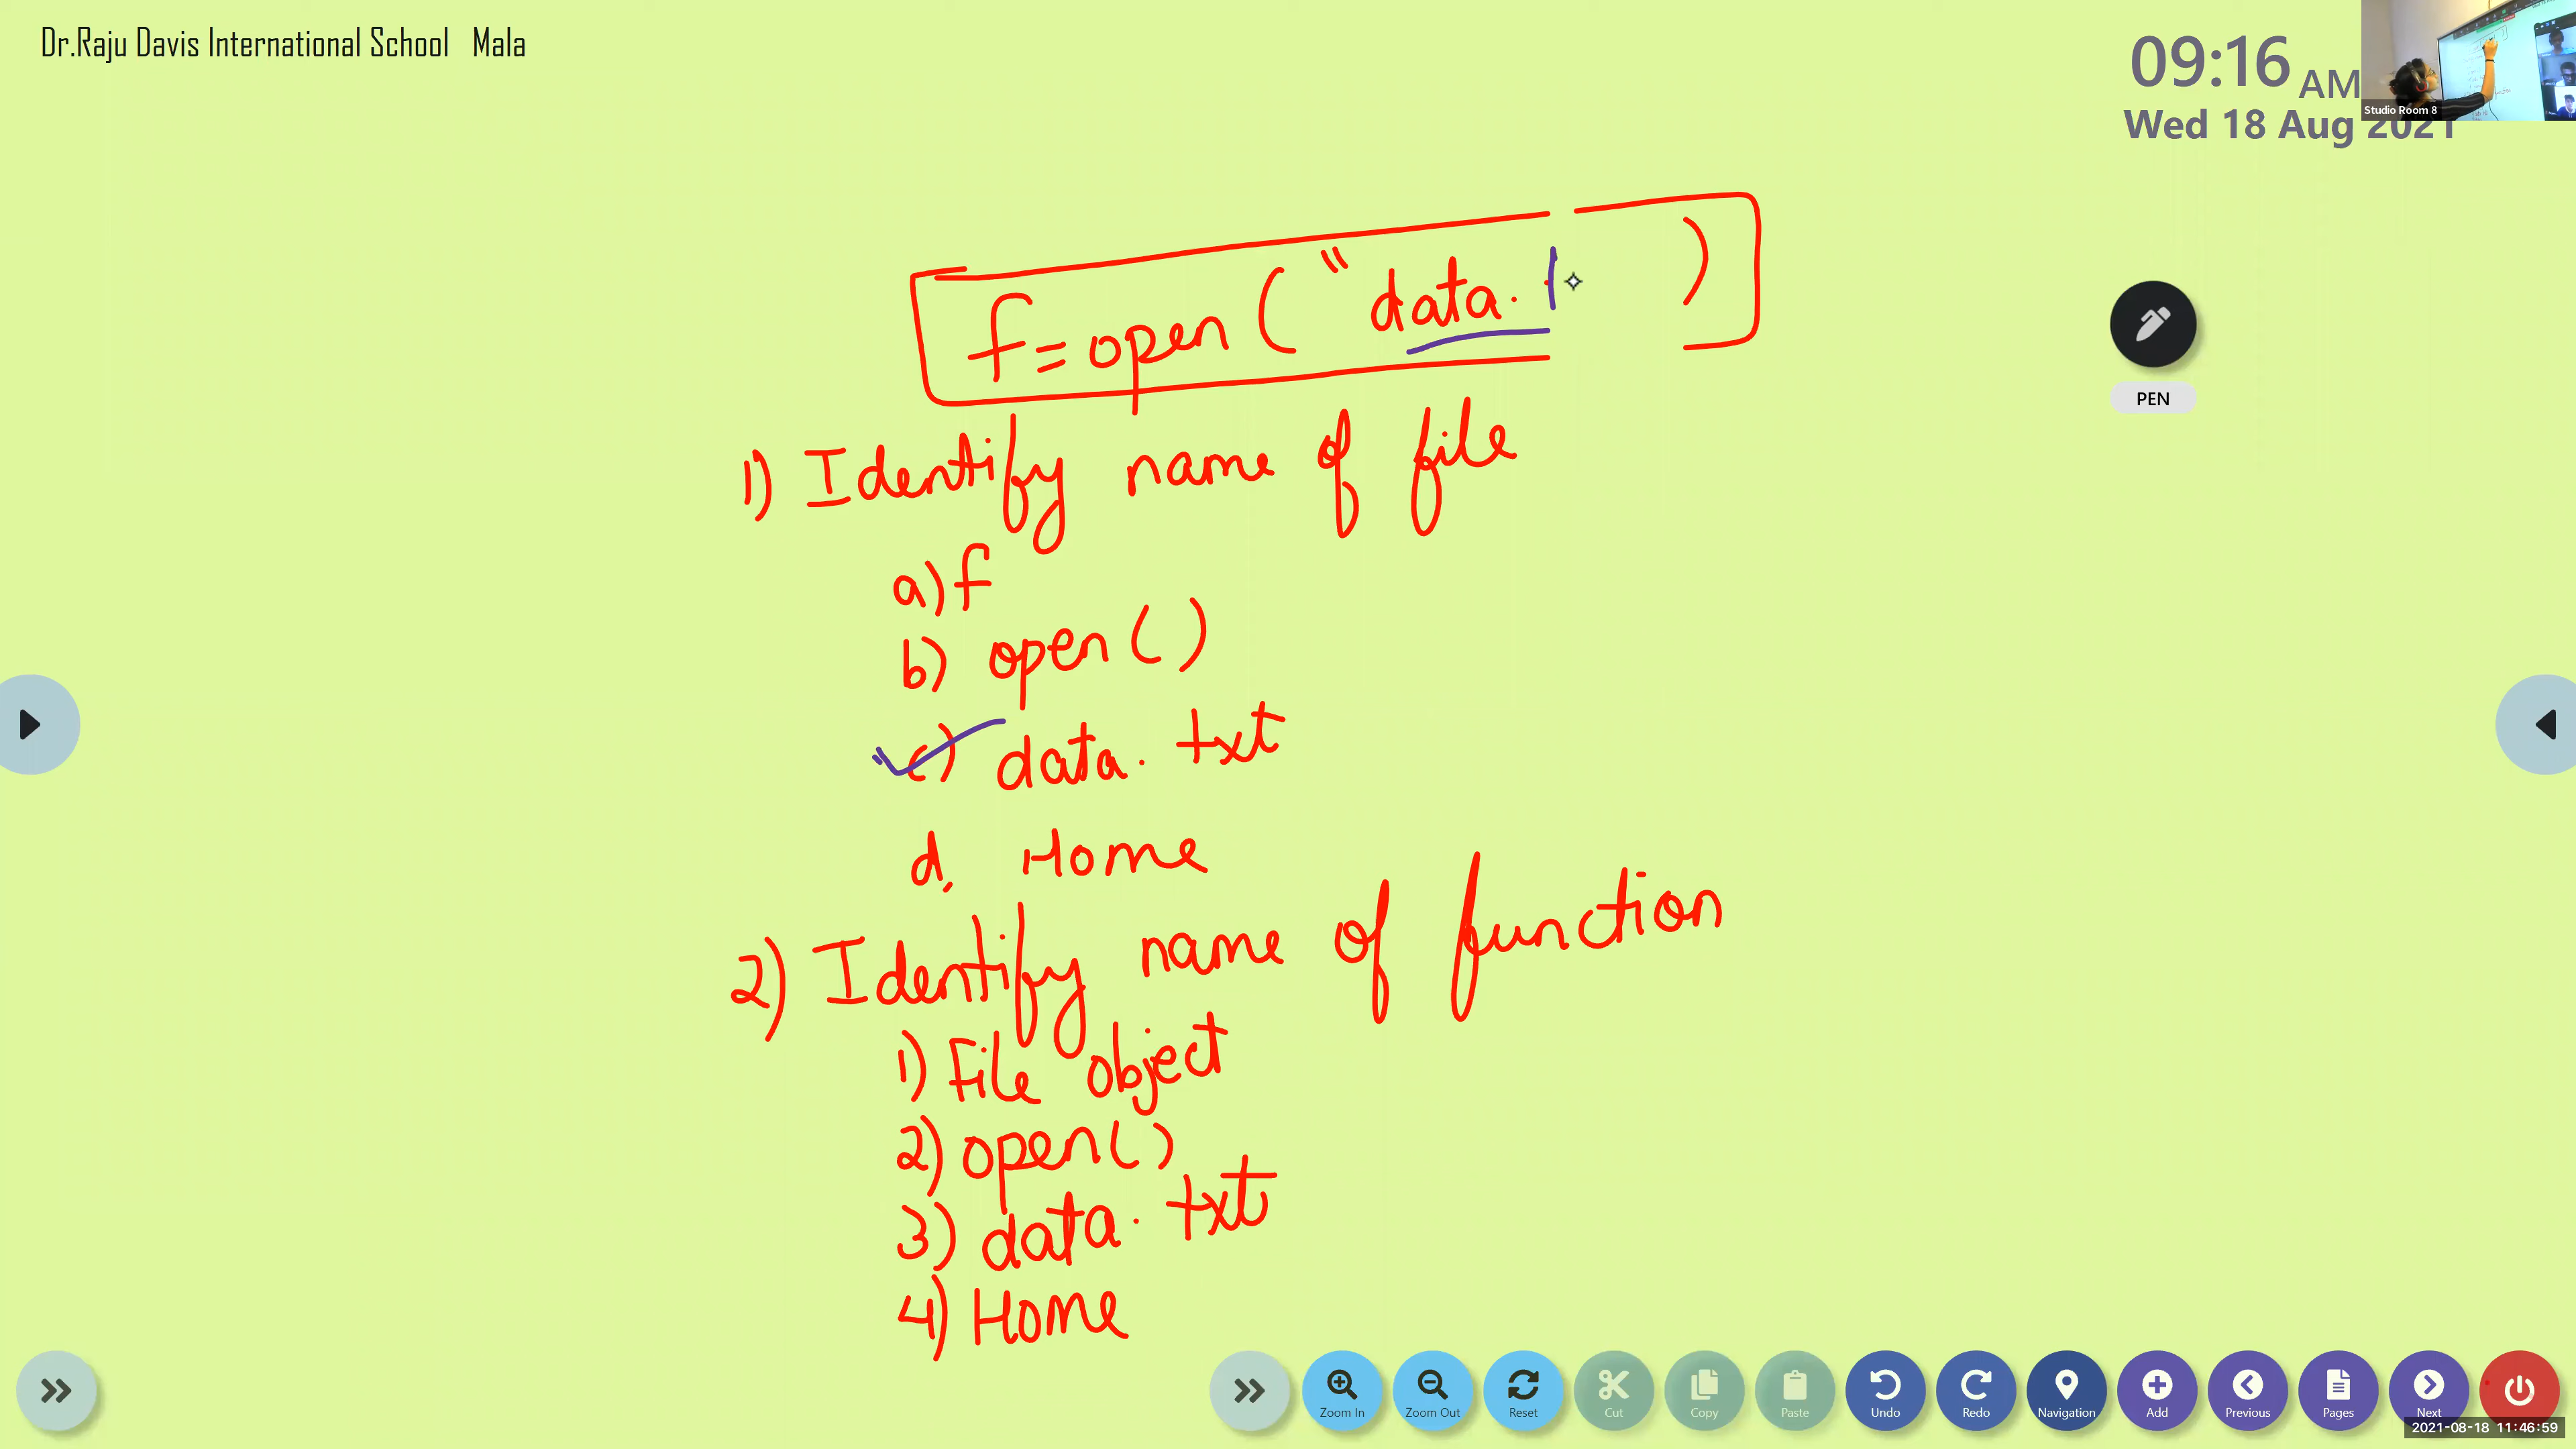 Dr.Raju Davis International School Mala
09:16 AM
Studio Room 8
Wed 18 Aug 2021
f=open( " data. )
PEN
1) Identify name of file
a) f
b) open()
c) data. txt
d. Home
2) Identify name of function
1) File object
2) open()
3) data. txt
4) Home
Zoom In Zoom Out Reset Cut Copy Paste Undo Redo Navigation Add Previous Pages Next
2021-08-18 11:46:59